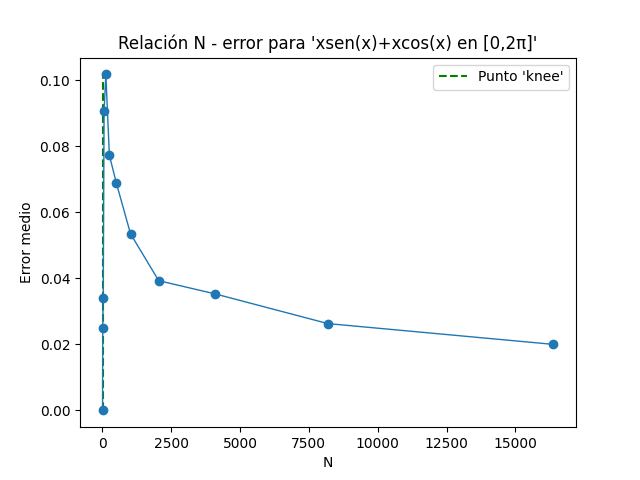 Relación N - error para 'xsen(x)+xcos(x) en [0,2π]'
Punto 'knee'
0.10
0.08
0.06
0.04
0.02
0.00
Error medio
0 2500 5000 7500 10000 12500 15000
N